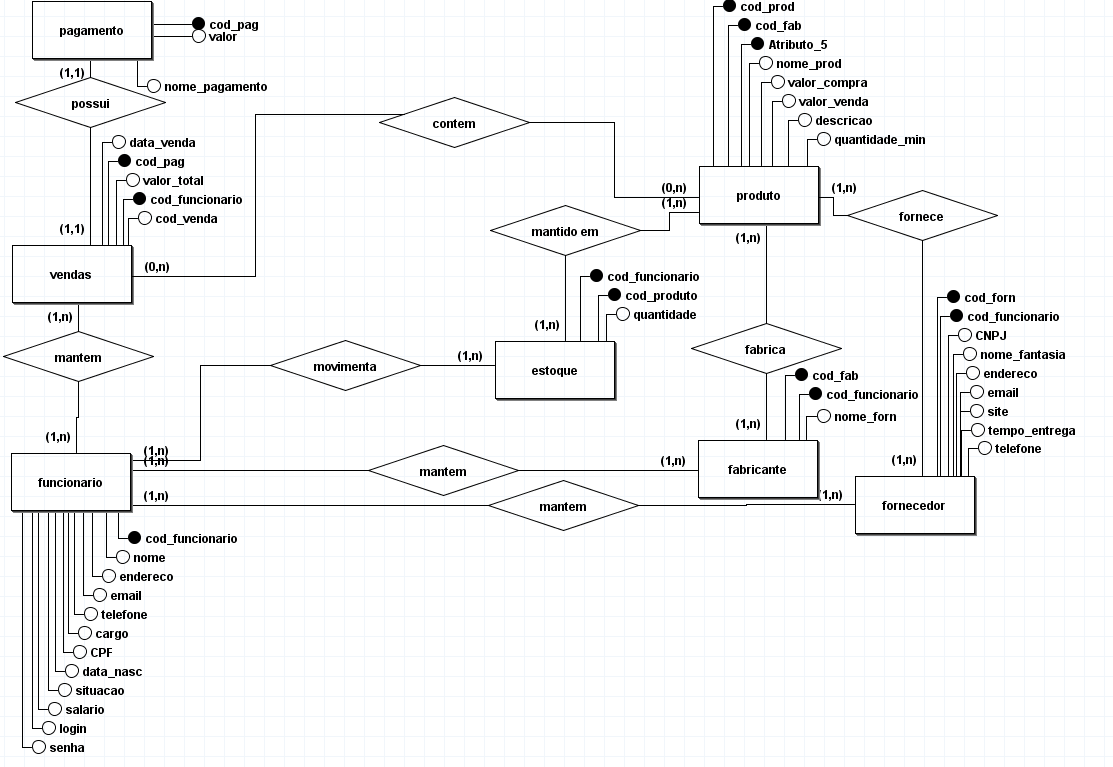 pagamento
cod_pag
valor
nome_pagamento
(1,1)
possui
(1,1)
data_venda
cod_pag
valor_total
cod_funcionario
cod_venda
vendas
(0,n)
contem
(0,n)
cod_prod
cod_fab
Atributo_5
nome_prod
valor_compra
valor_venda
descricao
quantidade_min
produto
(1,n)
mantido em
(1,n)
cod_funcionario
cod_produto
quantidade
estoque
(1,n)
movimenta
(1,n)
(1,n)
fornece
(1,n)
(1,n)
fabrica
(1,n)
cod_fab
cod_funcionario
nome_forn
fabricante
cod_forn
cod_funcionario
CNPJ
nome_fantasia
endereco
email
site
tempo_entrega
telefone
fornecedor
(1,n)
mantem
(1,n)
(1,n)
mantem
(1,n)
(1,n)
mantem
1,n)
funcionario
cod_funcionario
nome
endereco
email
telefone
cargo
CPF
data_nasc
situacao
salario
login
senha